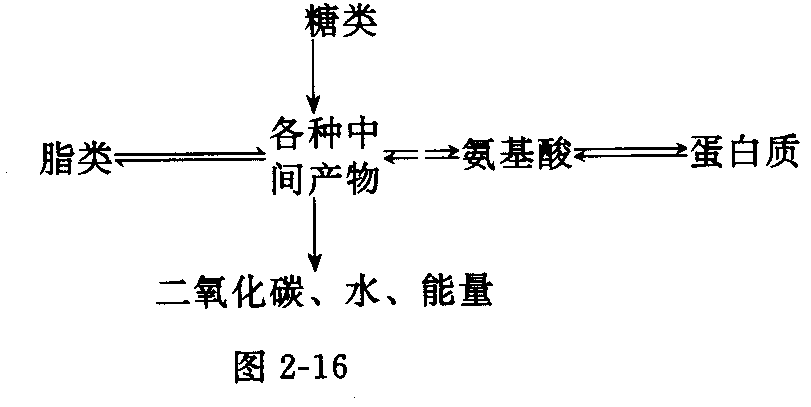 糖类
脂类
各种中
间产物
氨基酸
蛋白质
二氧化碳、水、能量
图 2-16